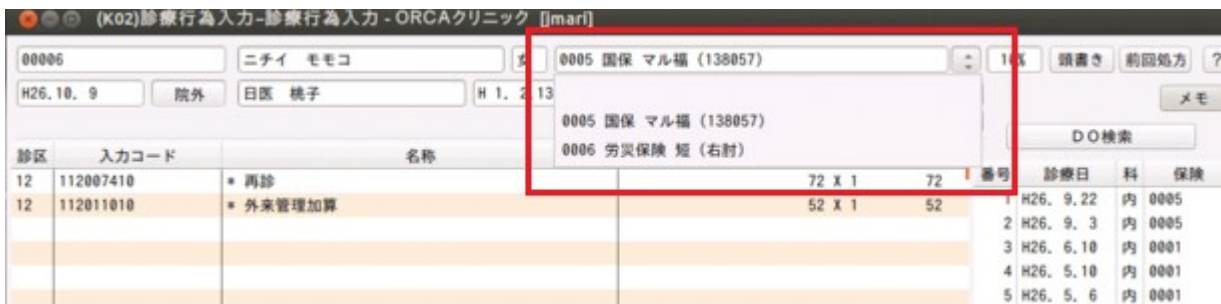 (K02)診療行為入力-診療行為入力 - ORCAクリニック [jmari]
00006 ニチイ モモコ 女 0005 国保 マル福 (138057) 10% 頭書き 前回処方 ?
H26.10. 9 院外 日医 桃子 H 1. 2.13 メモ
0005 国保 マル福 (138057)
0006 労災保険 短 (右肘)
DO検索
診区 入力コード 名称
12 112007410 * 再診 72 X 1 72
12 112011010 * 外来管理加算 52 X 1 52
番号 診療日 科 保険
1 H26. 9.22 内 0005
2 H26. 9. 3 内 0005
3 H26. 6.10 内 0001
4 H26. 5.10 内 0001
5 H26. 5. 6 内 0001